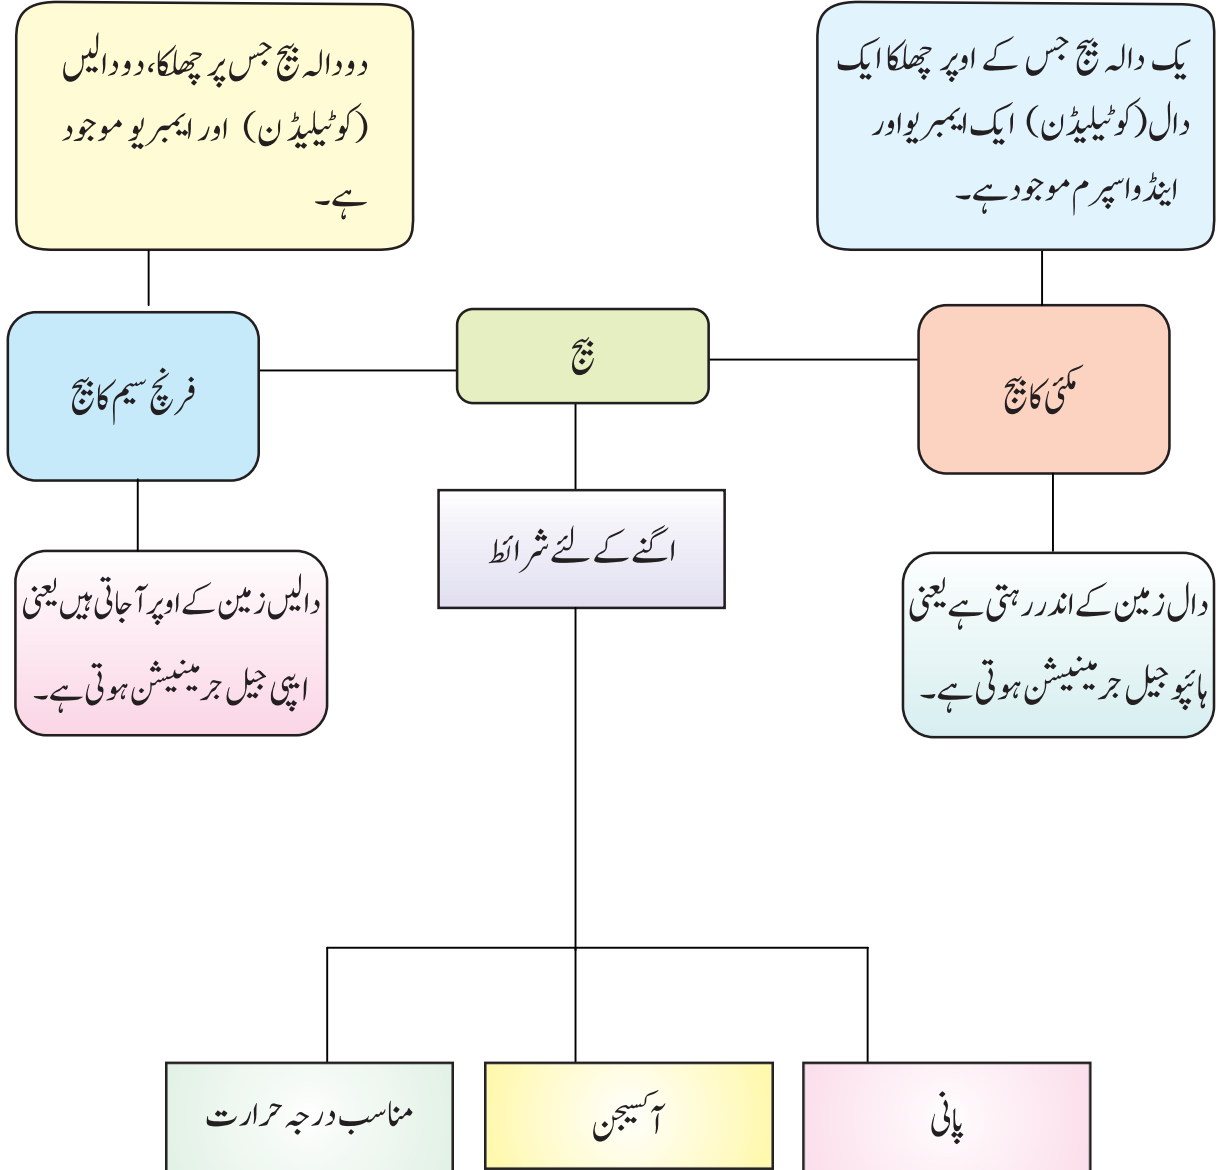 یک دالہ بیج جس کے اوپر چھلکا ایک
دال (کوٹیلیڈن) ایک ایمبریو اور
اینڈواسپرم موجود ہے۔
دو دالہ بیج جس پر چھلکا، دو دالیں
(کوٹیلیڈن) اور ایمبریو موجود
ہے۔
مکئی کا بیج
بیج
فرنچ سیم کا بیج
اگنے کے لئے شرائط
دال زمین کے اندر رہتی ہے یعنی
ہائپو جیل جرمینیشن ہوتی ہے۔
دالیں زمین کے اوپر آ جاتی ہیں یعنی
ایپی جیل جرمینیشن ہوتی ہے۔
پانی
آکسیجن
مناسب درجہ حرارت